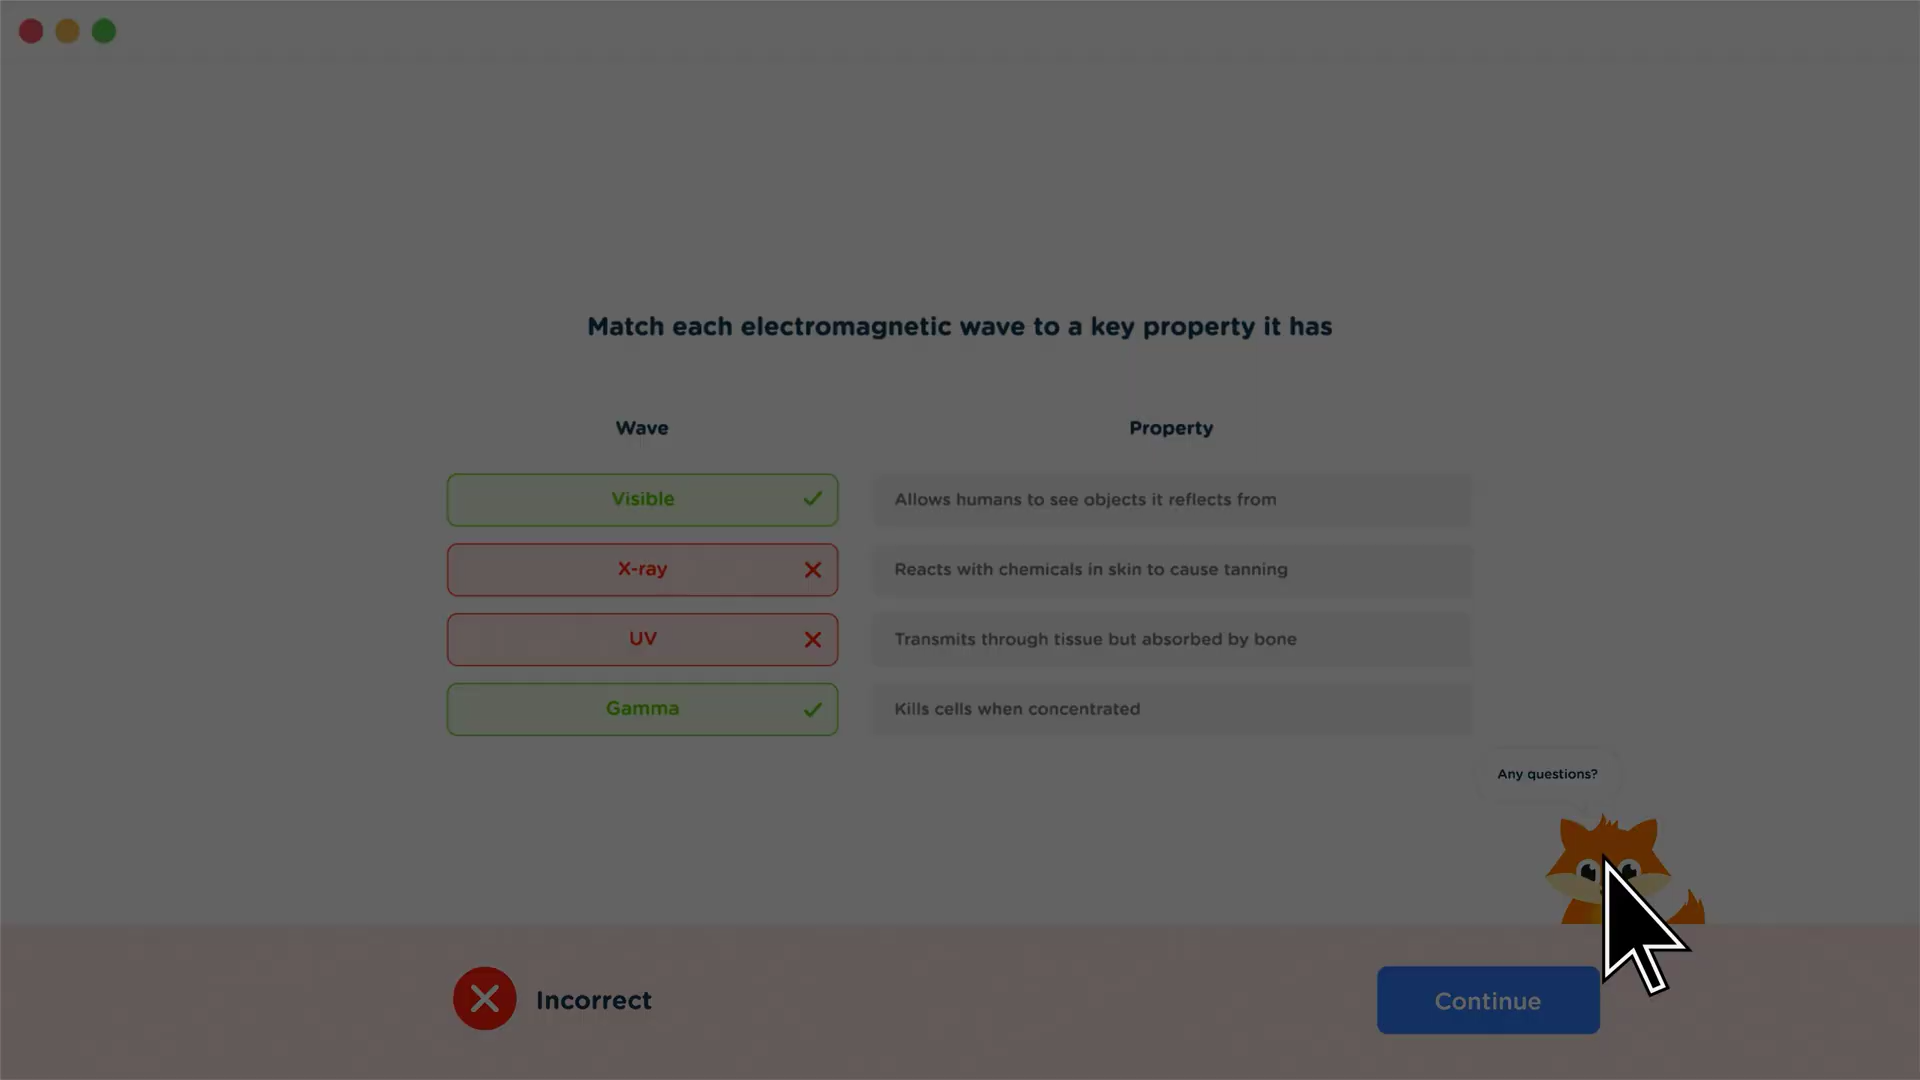 Match each electromagnetic wave to a key property it has
Wave Property
Visible Allows humans to see objects it reflects from
X-ray Reacts with chemicals in skin to cause tanning
UV Transmits through tissue but absorbed by bone
Gamma Kills cells when concentrated
Any questions?
Incorrect Continue